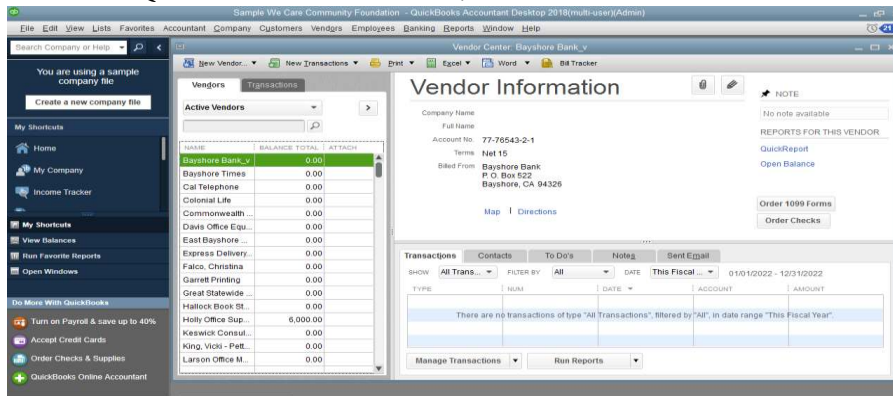 Sample We Care Community Foundation - QuickBooks Accountant Desktop 2018(multi-user)(Admin)
File Edit View Lists Favorites Accountant Company Customers Vendors Employees Banking Reports Window Help
21
Search Company or Help
Vendor Center: Bayshore Bank_v
New Vendor... New Transactions Print Excel Word Bill Tracker
You are using a sample
company file
Create a new company file
My Shortcuts
Home
My Company
Income Tracker
My Shortcuts
View Balances
Run Favorite Reports
Open Windows
Do More With QuickBooks
Turn on Payroll & save up to 40%
Accept Credit Cards
Order Checks & Supplies
QuickBooks Online Accountant
Vendors Transactions
Active Vendors
NAME BALANCE TOTAL ATTACH
Bayshore Bank_v 0.00
Bayshore Times 0.00
Cal Telephone 0.00
Colonial Life 0.00
Commonwealth ... 0.00
Davis Office Equ... 0.00
East Bayshore ... 0.00
Express Delivery... 0.00
Falco, Christina 0.00
Garrett Printing 0.00
Great Statewide ... 0.00
Hallock Book St... 0.00
Holly Office Sup... 6,000.00
Keswick Consul... 0.00
King, Vicki - Pett... 0.00
Larson Office M... 0.00
Vendor Information
Company Name
Full Name
Account No. 77-76543-2-1
Terms Net 15
Billed From Bayshore Bank
P. O. Box 522
Bayshore, CA 94326
Map | Directions
NOTE
No note available
REPORTS FOR THIS VENDOR
QuickReport
Open Balance
Order 1099 Forms
Order Checks
Transactions Contacts To Do's Notes Sent Email
SHOW All Trans... FILTER BY All DATE This Fiscal ... 01/01/2022 - 12/31/2022
TYPE NUM DATE ACCOUNT AMOUNT
There are no transactions of type "All Transactions", filtered by "All", in date range "This Fiscal Year".
Manage Transactions Run Reports